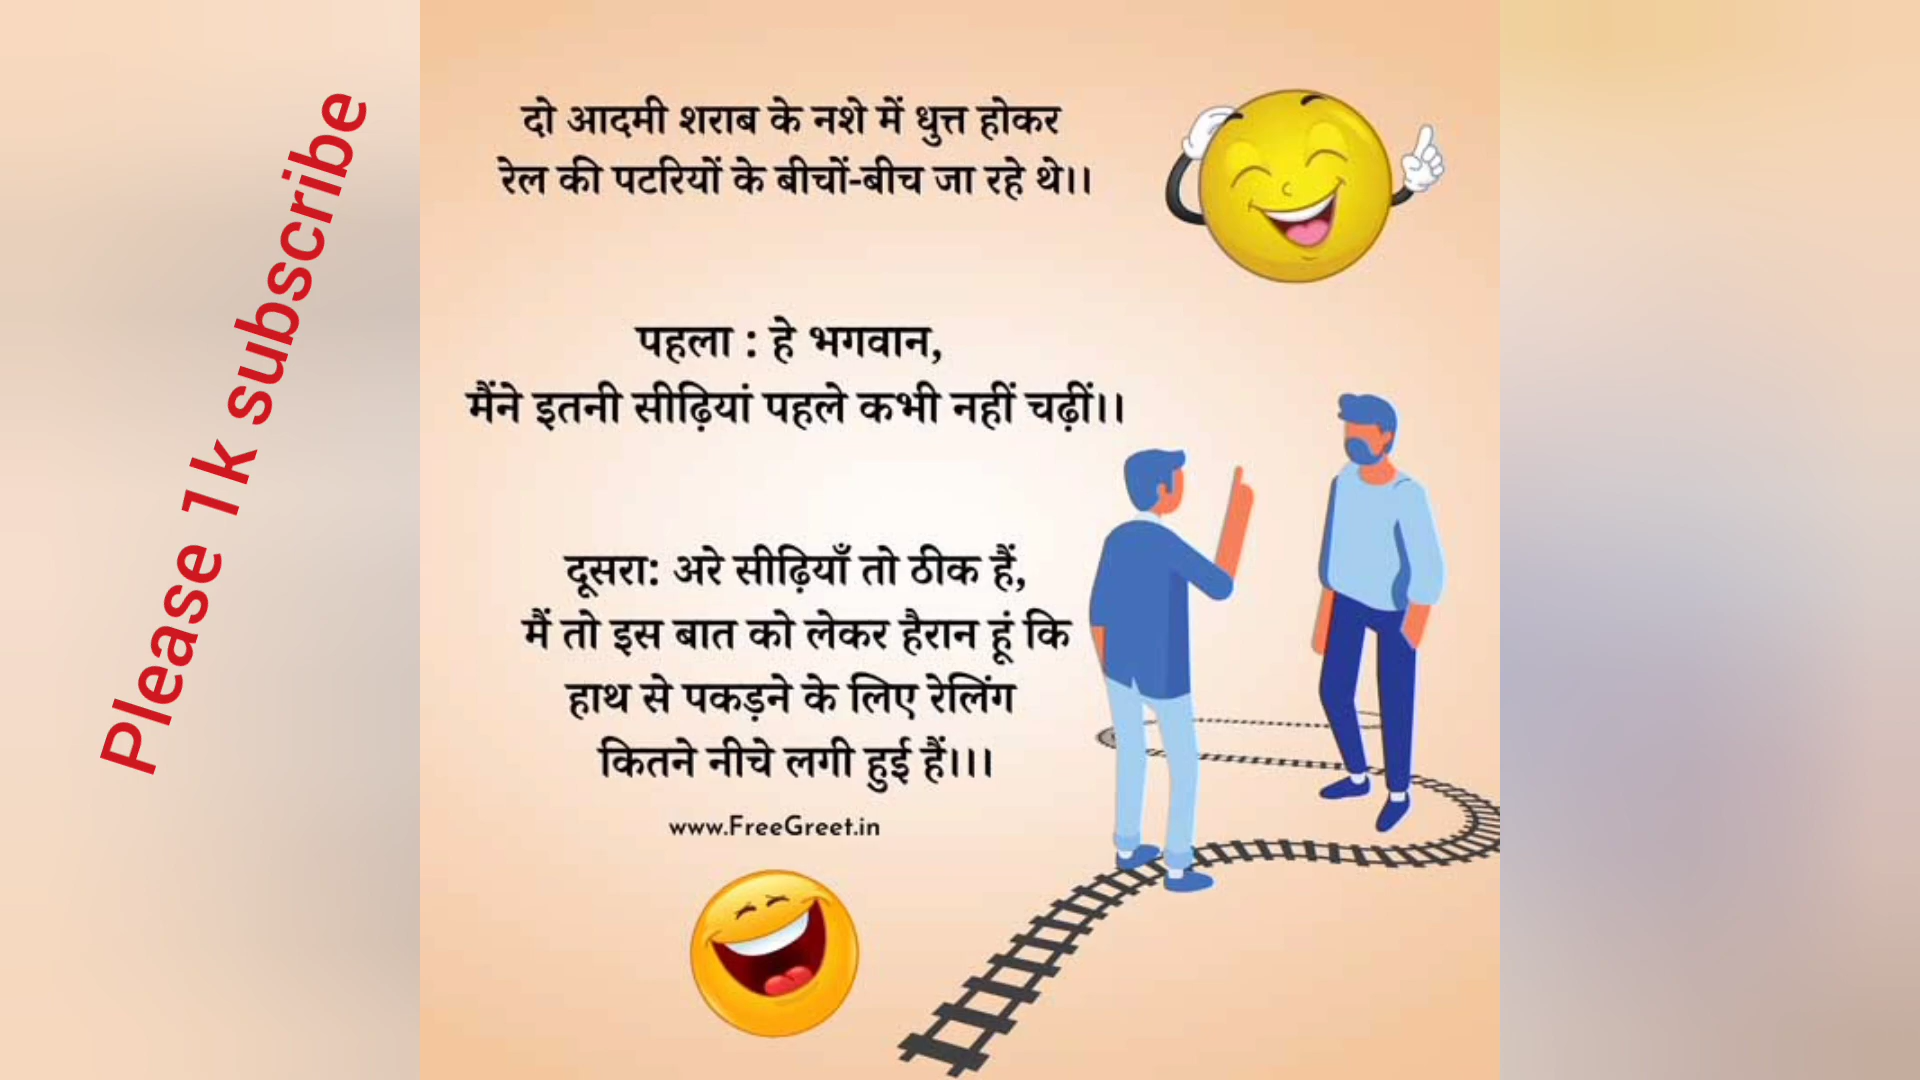 Please 1k subscribe
दो आदमी शराब के नशे में धुत्त होकर
रेल की पटरियों के बीचों-बीच जा रहे थे।।
पहला : हे भगवान,
मैंने इतनी सीढ़ियां पहले कभी नहीं चढ़ीं।।
दूसरा: अरे सीढ़ियाँ तो ठीक हैं,
मैं तो इस बात को लेकर हैरान हूं कि
हाथ से पकड़ने के लिए रेलिंग
कितने नीचे लगी हुई हैं।।।
www.FreeGreet.in